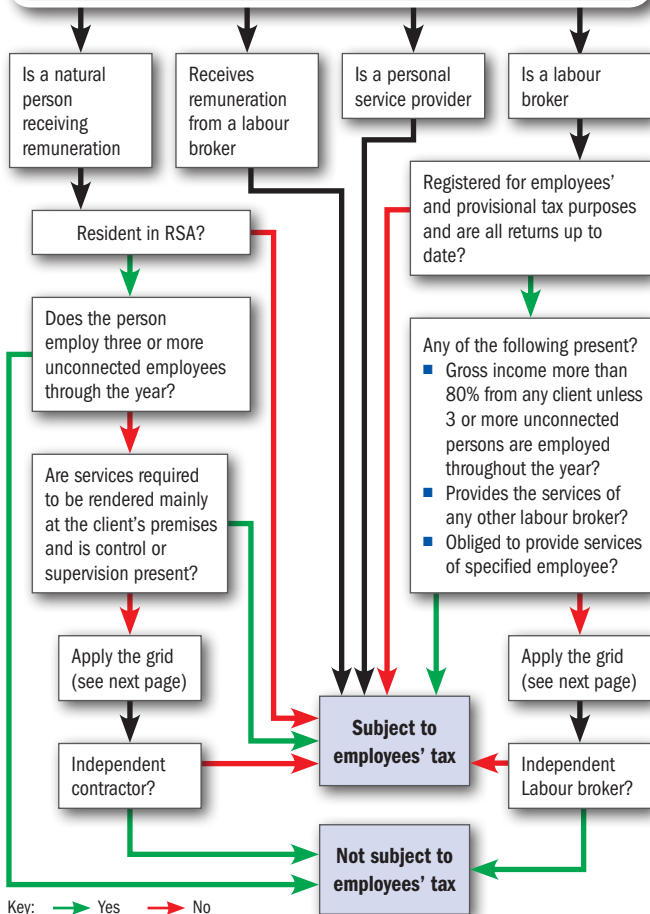 Is a natural
person
receiving
remuneration
Receives
remuneration
from a labour
broker
Is a personal
service provider
Is a labour
broker
Resident in RSA?
Registered for employees'
and provisional tax purposes
and are all returns up to
date?
Does the person
employ three or more
unconnected employees
through the year?
Any of the following present?
■ Gross income more than
80% from any client unless
3 or more unconnected
persons are employed
throughout the year?
■ Provides the services of
any other labour broker?
■ Obliged to provide services
of specified employee?
Are services required
to be rendered mainly
at the client's premises
and is control or
supervision present?
Apply the grid
(see next page)
Apply the grid
(see next page)
Subject to
employees' tax
Independent
contractor?
Independent
Labour broker?
Not subject to
employees' tax
Key: Yes No